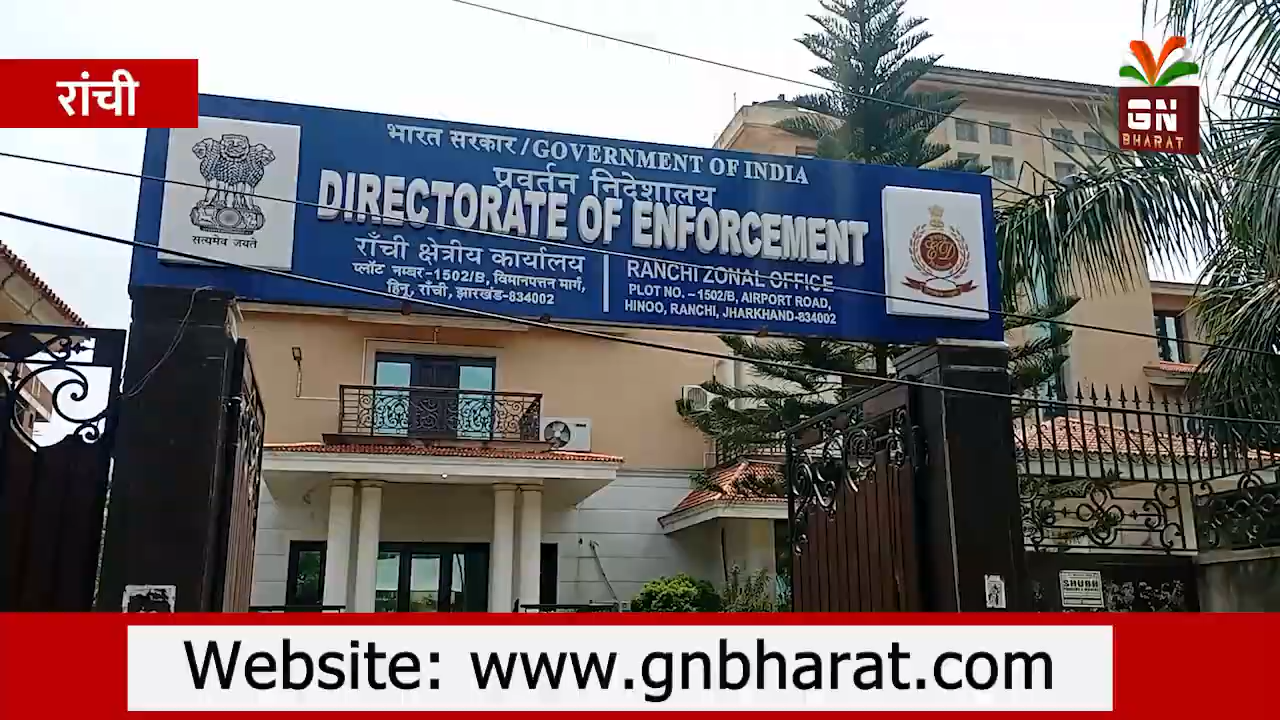 रांची
GN
BHARAT
भारत सरकार/GOVERNMENT OF INDIA
प्रवर्तन निदेशालय
DIRECTORATE OF ENFORCEMENT
सत्यमेव जयते
ED
राँची क्षेत्रीय कार्यालय
प्लॉट नम्बर-1502/B, विमानपत्तन मार्ग,
हिनू, राँची, झारखंड-834002
RANCHI ZONAL OFFICE
PLOT NO. -1502/B, AIRPORT ROAD,
HINOO, RANCHI, JHARKHAND-834002
SHUBH
Website: www.gnbharat.com